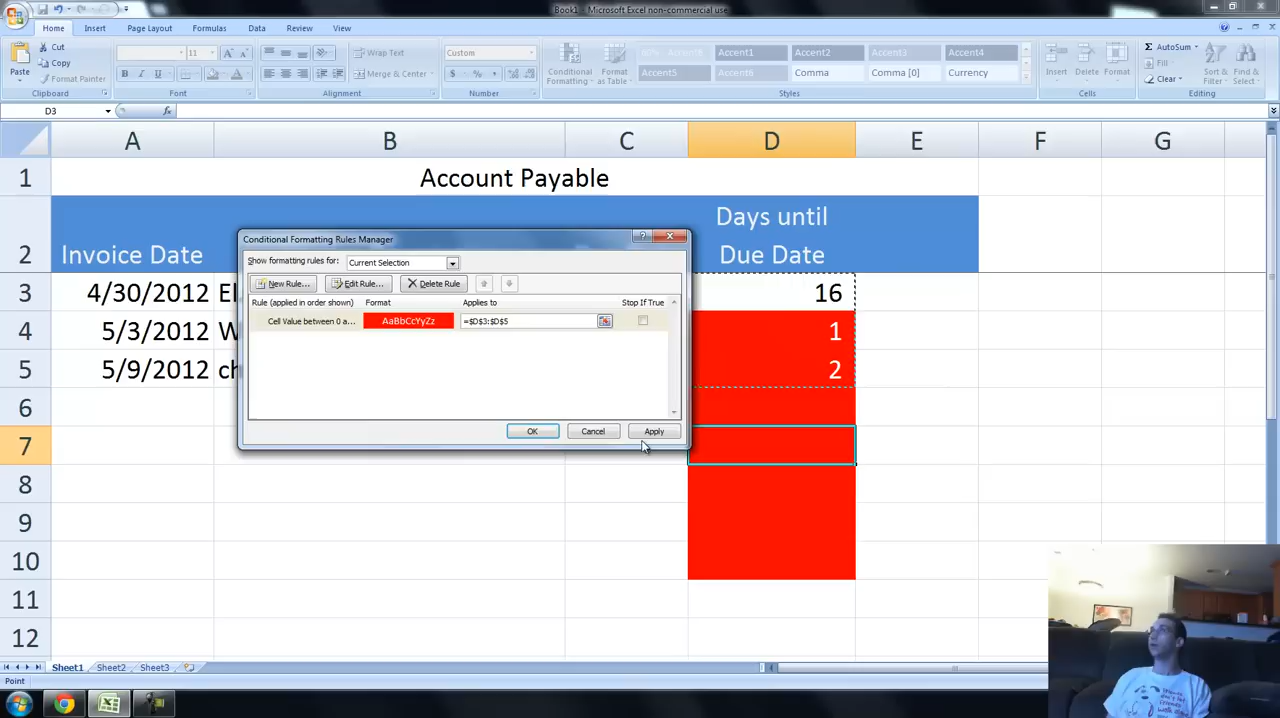 Book1 - Microsoft Excel non-commercial use
Home Insert Page Layout Formulas Data Review View
Paste Cut Copy Format Painter Clipboard
11 B I U Font
Wrap Text Merge & Center Alignment
Custom $ % , Number
Conditional Formatting Format as Table
Accent1 Accent2 Accent3 Accent4
Accent5 Accent6 Comma Comma [0] Currency Styles
Insert Delete Format Cells
AutoSum Fill Clear Sort & Filter Find & Select Editing
D3 fx
A B C D E F G
1 Account Payable
2 Invoice Date Days until Due Date
3 4/30/2012 El 16
4 5/3/2012 W 1
5 5/9/2012 ch 2
6
7
8
9
10
11
12
Conditional Formatting Rules Manager
Show formatting rules for: Current Selection
New Rule... Edit Rule... Delete Rule
Rule (applied in order shown) Format Applies to Stop If True
Cell Value between 0 a... AaBbCcYyZz =$D$3:$D$5
OK Cancel Apply
Sheet1 Sheet2 Sheet3
Point